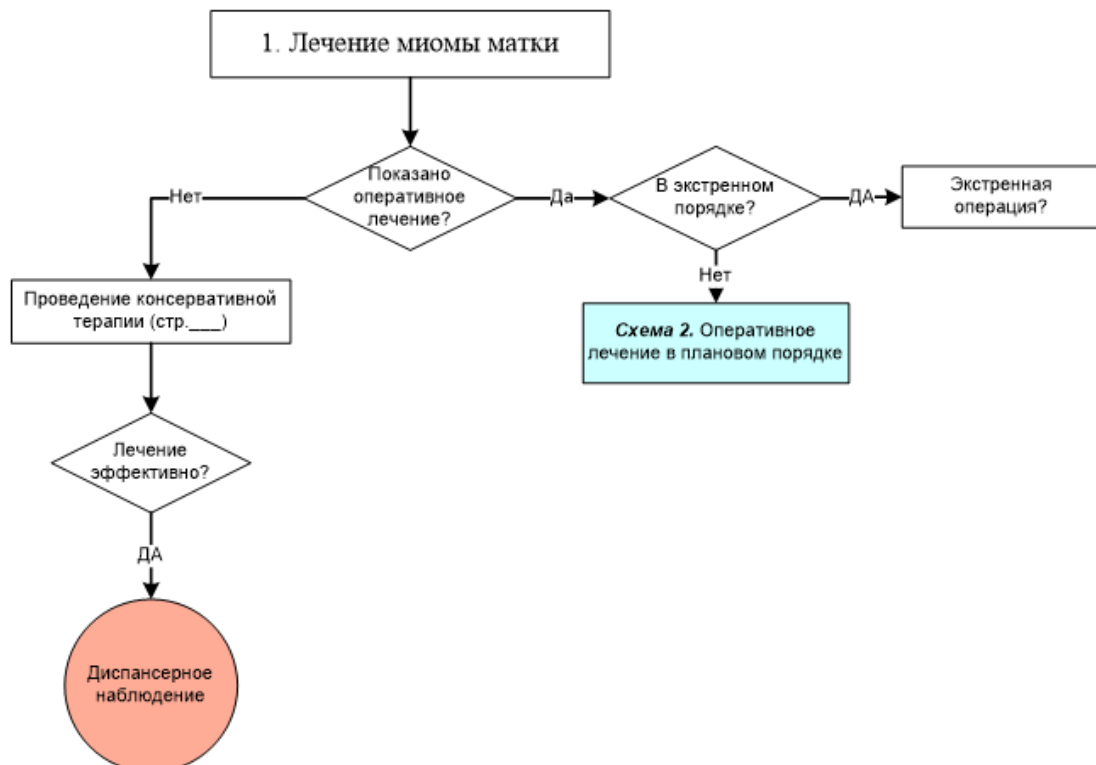 1. Лечение миомы матки
Показано
оперативное
лечение?
Нет
Да
В экстренном
порядке?
ДА
Экстренная
операция?
Нет
Схема 2. Оперативное
лечение в плановом порядке
Проведение консервативной
терапии (стр.___)
Лечение
эффективно?
ДА
Диспансерное
наблюдение